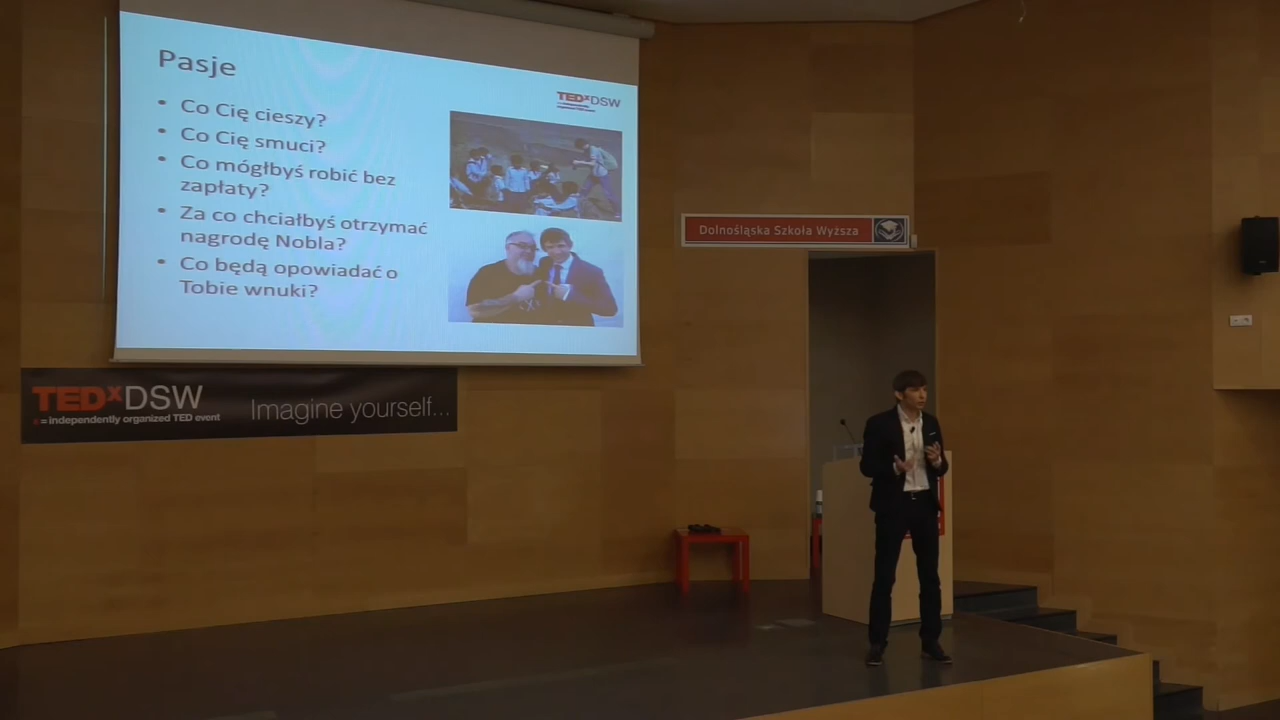 Pasje
TEDxDSW
• Co Cię cieszy?
• Co Cię smuci?
• Co mógłbyś robić bez
zapłaty?
• Za co chciałbyś otrzymać
nagrodę Nobla?
• Co będą opowiadać o
Tobie wnuki?
Dolnośląska Szkoła Wyższa
TEDxDSW
x = independently organized TED event
Imagine yourself...